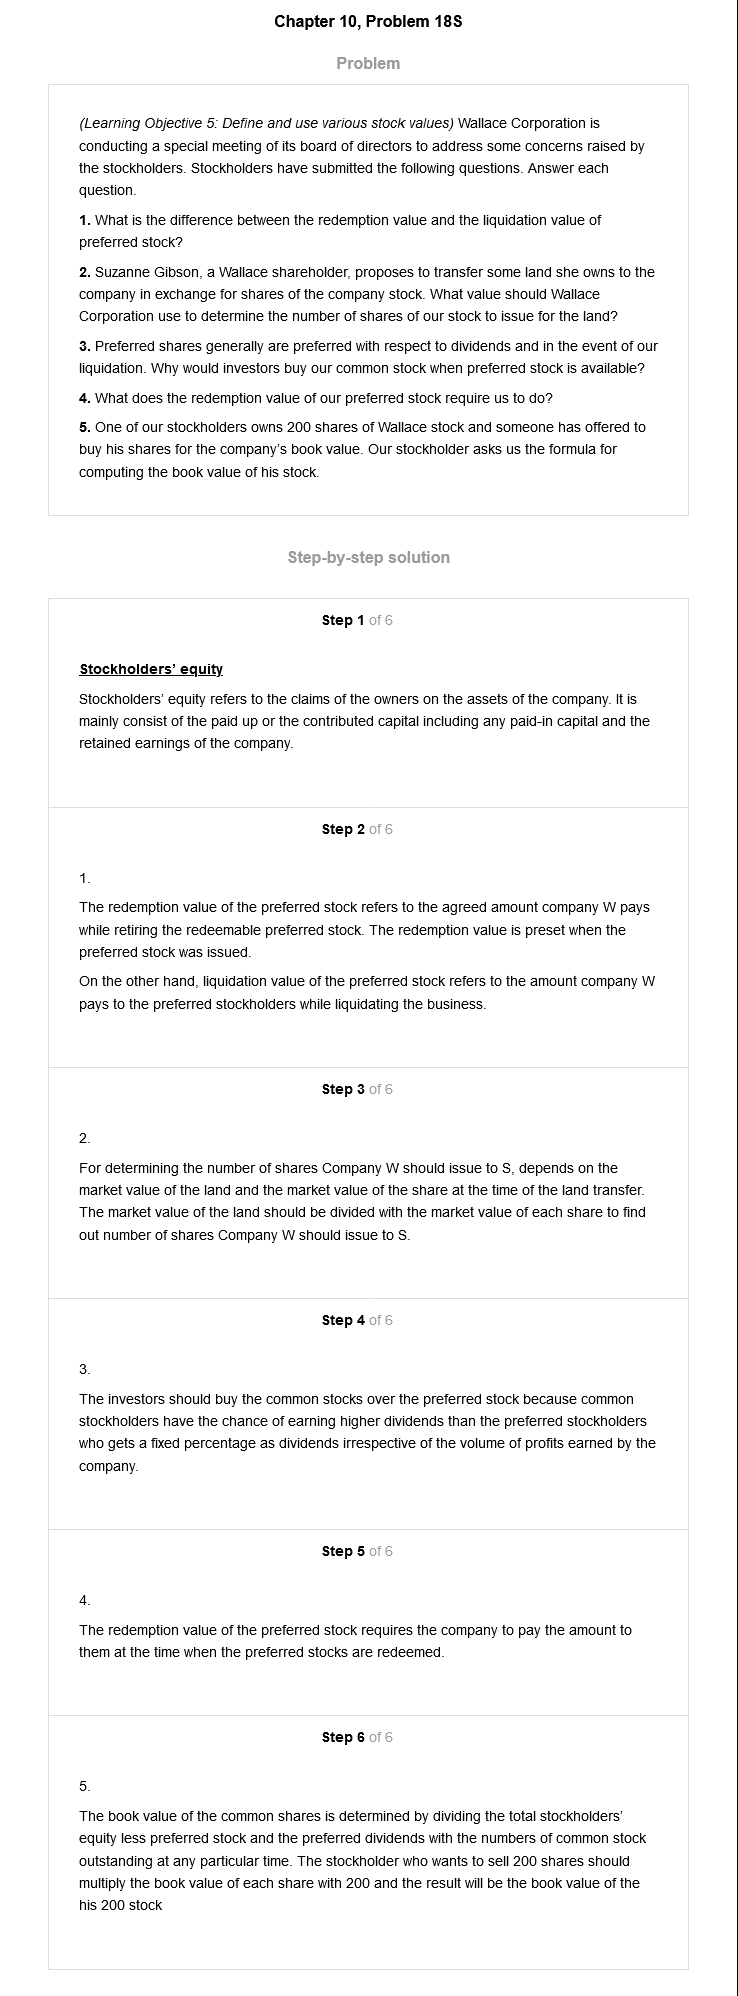 Chapter 10, Problem 18S
Problem
(Learning Objective 5: Define and use various stock values) Wallace Corporation is
conducting a special meeting of its board of directors to address some concerns raised by
the stockholders. Stockholders have submitted the following questions. Answer each
question.
1. What is the difference between the redemption value and the liquidation value of
preferred stock?
2. Suzanne Gibson, a Wallace shareholder, proposes to transfer some land she owns to the
company in exchange for shares of the company stock. What value should Wallace
Corporation use to determine the number of shares of our stock to issue for the land?
3. Preferred shares generally are preferred with respect to dividends and in the event of our
liquidation. Why would investors buy our common stock when preferred stock is available?
4. What does the redemption value of our preferred stock require us to do?
5. One of our stockholders owns 200 shares of Wallace stock and someone has offered to
buy his shares for the company's book value. Our stockholder asks us the formula for
computing the book value of his stock.
Step-by-step solution
Step 1 of 6
Stockholders' equity
Stockholders' equity refers to the claims of the owners on the assets of the company. It is
mainly consist of the paid up or the contributed capital including any paid-in capital and the
retained earnings of the company.
Step 2 of 6
1.
The redemption value of the preferred stock refers to the agreed amount company W pays
while retiring the redeemable preferred stock. The redemption value is preset when the
preferred stock was issued.
On the other hand, liquidation value of the preferred stock refers to the amount company W
pays to the preferred stockholders while liquidating the business.
Step 3 of 6
2.
For determining the number of shares Company W should issue to S, depends on the
market value of the land and the market value of the share at the time of the land transfer.
The market value of the land should be divided with the market value of each share to find
out number of shares Company W should issue to S.
Step 4 of 6
3.
The investors should buy the common stocks over the preferred stock because common
stockholders have the chance of earning higher dividends than the preferred stockholders
who gets a fixed percentage as dividends irrespective of the volume of profits earned by the
company.
Step 5 of 6
4.
The redemption value of the preferred stock requires the company to pay the amount to
them at the time when the preferred stocks are redeemed.
Step 6 of 6
5.
The book value of the common shares is determined by dividing the total stockholders'
equity less preferred stock and the preferred dividends with the numbers of common stock
outstanding at any particular time. The stockholder who wants to sell 200 shares should
multiply the book value of each share with 200 and the result will be the book value of the
his 200 stock